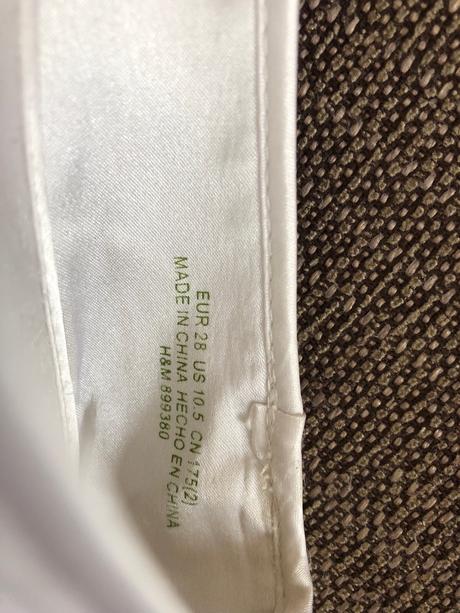 EUR 28 US 10.5 CN 175(2)
MADE IN CHINA HECHO EN CHINA
H&M 899380